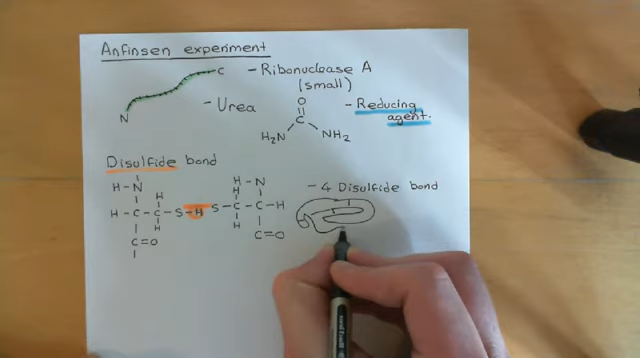 Anfinsen experiment
C - Ribonuclease A
(small)
N - Urea
O
C
H₂N NH₂
- Reducing
agent.
Disulfide bond
H-N
H
H-C-C-S-H
H
C=O
H-N
H
S-C-C-H
H
C=O
- 4 Disulfide bond